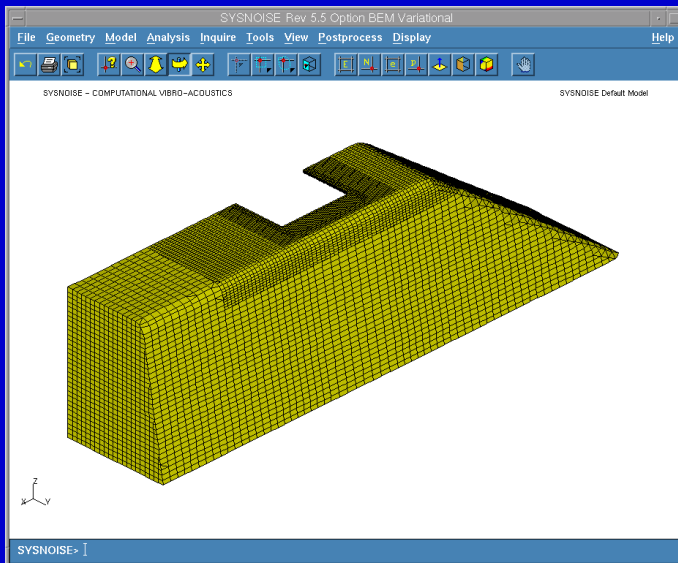 SYSNOISE Rev 5.5 Option BEM Variational
File Geometry Model Analysis Inquire Tools View Postprocess Display Help
SYSNOISE - COMPUTATIONAL VIBRO-ACOUSTICS
SYSNOISE Default Model
Z
X Y
SYSNOISE>